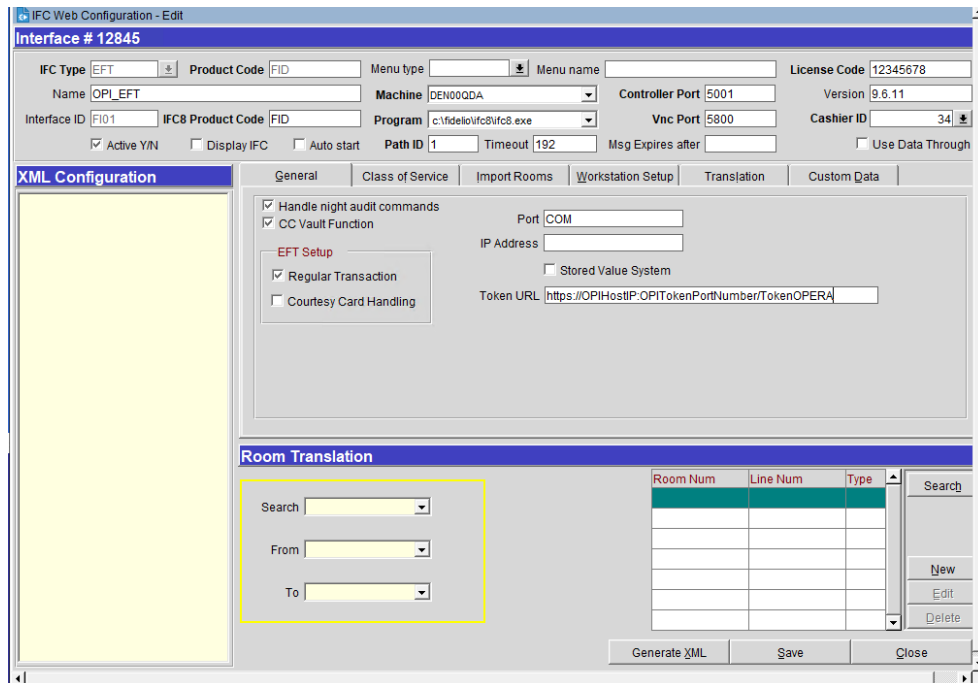 IFC Web Configuration - Edit
Interface # 12845
IFC Type EFT Product Code FID Menu type Menu name License Code 12345678
Name OPI_EFT Machine DEN00QDA Controller Port 5001 Version 9.6.11
Interface ID FI01 IFC8 Product Code FID Program c:\fidelio\ifc8\ifc8.exe Vnc Port 5800 Cashier ID 34
Active Y/N Display IFC Auto start Path ID 1 Timeout 192 Msg Expires after Use Data Through
XML Configuration General Class of Service Import Rooms Workstation Setup Translation Custom Data
Handle night audit commands
CC Vault Function
Port COM
IP Address
EFT Setup
Regular Transaction
Courtesy Card Handling
Stored Value System
Token URL https://OPIHostIP:OPITokenPortNumber/TokenOPERA
Room Translation
Search
From
To
Room Num Line Num Type
Search
New
Edit
Delete
Generate XML Save Close